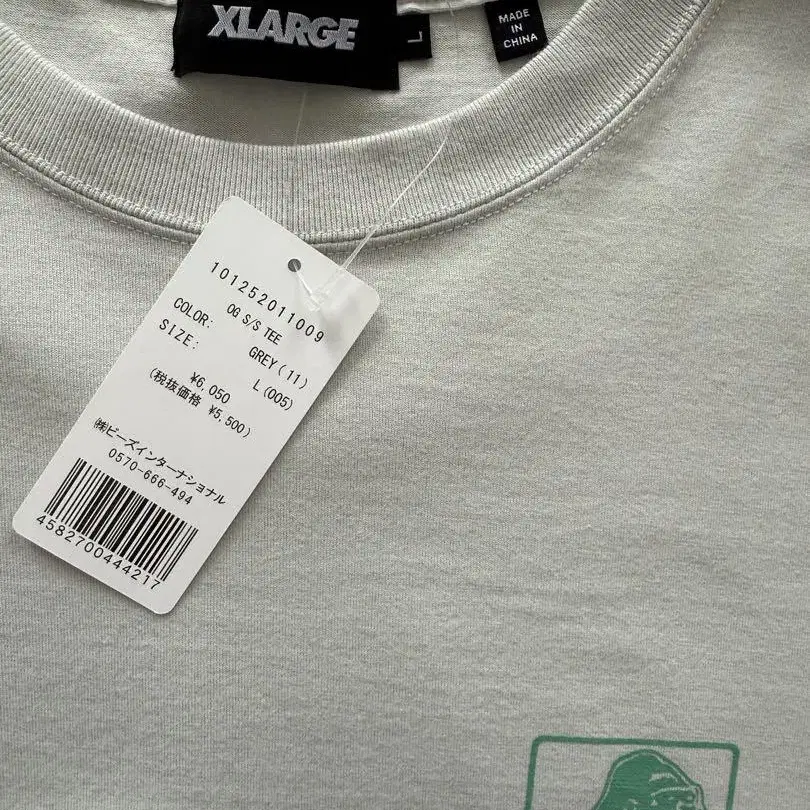 XLARGE
L
MADE
IN
CHINA
101252011009
OG S/S TEE
COLOR: GREY(11)
SIZE: L(005)
¥6,050
(税抜価格 ¥5,500)
㈱ビーズインターナショナル
0570-666-494
4582700444217